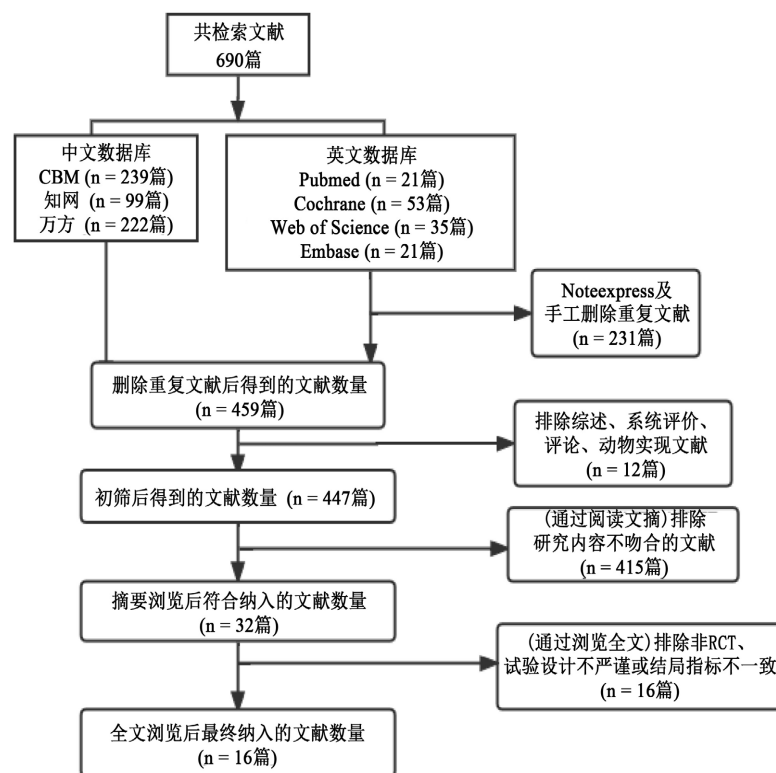 共检索文献
690篇
中文数据库
CBM (n = 239篇)
知网 (n = 99篇)
万方 (n = 222篇)
英文数据库
Pubmed (n = 21篇)
Cochrane (n = 53篇)
Web of Science (n = 35篇)
Embase (n = 21篇)
Noteexpress及
手工删除重复文献
(n = 231篇)
删除重复文献后得到的文献数量
(n = 459篇)
排除综述、系统评价、
评论、动物实现文献
(n = 12篇)
初筛后得到的文献数量 (n = 447篇)
(通过阅读文摘)排除
研究内容不吻合的文献
(n = 415篇)
摘要浏览后符合纳入的文献数量
(n = 32篇)
(通过浏览全文)排除非RCT、
试验设计不严谨或结局指标不一致
(n = 16篇)
全文浏览后最终纳入的文献数量
(n = 16篇)